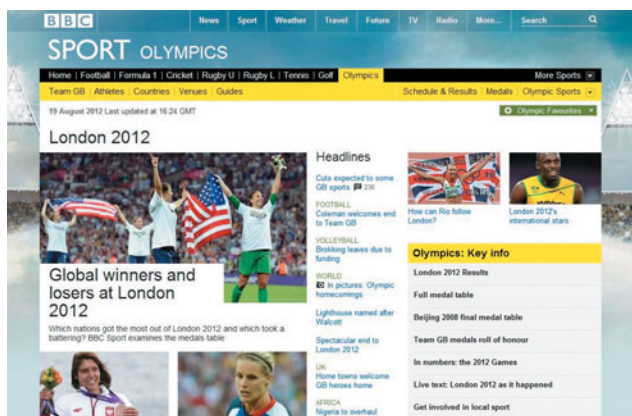 BBC
News Sport Weather Travel Future TV Radio More... Search
SPORT OLYMPICS
Home | Football | Formula 1 | Cricket | Rugby U | Rugby L | Tennis | Golf Olympics More Sports
Team GB | Athletes | Countries | Venues | Guides Schedule & Results | Medals | Olympic Sports
19 August 2012 Last updated at 16:24 GMT
Olympic Favourites
London 2012
Global winners and
losers at London
2012
Which nations got the most out of London 2012 and which took a
battering? BBC Sport examines the medals table
Headlines
Cuts expected to some
GB sports 236
FOOTBALL
Coleman welcomes end
to Team GB
VOLLEYBALL
Brokking leaves due to
funding
WORLD
In pictures: Olympic
homecomings
Lighthouse named after
Walcott
Spectacular end to
London 2012
UK
Home towns welcome
GB heroes home
AFRICA
Nigeria to overhaul
How can Rio follow
London?
London 2012's
international stars
Olympics: Key info
London 2012 Results
Full medal table
Beijing 2008 final medal table
Team GB medals roll of honour
In numbers: the 2012 Games
Live text: London 2012 as it happened
Get involved in local sport